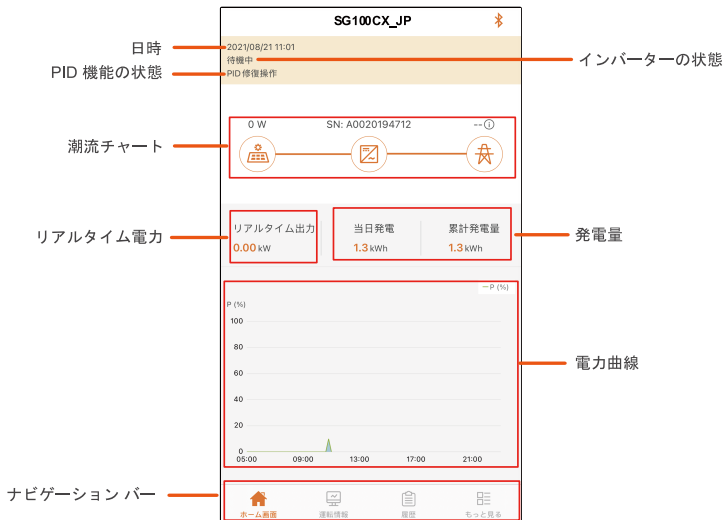 SG100CX_JP
日時
2021/08/21 11:01
待機中
インバーターの状態
PID 機能の状態
PID 修復操作
潮流チャート
0 W
SN: A0020194712
--
リアルタイム電力
リアルタイム出力
0.00 kW
当日発電
1.3 kWh
累計発電量
1.3 kWh
発電量
P (%)
P (%)
100
80
60
40
20
0
05:00 09:00 13:00 17:00 21:00
電力曲線
ナビゲーション バー
ホーム画面 運転情報 履歴 もっと見る